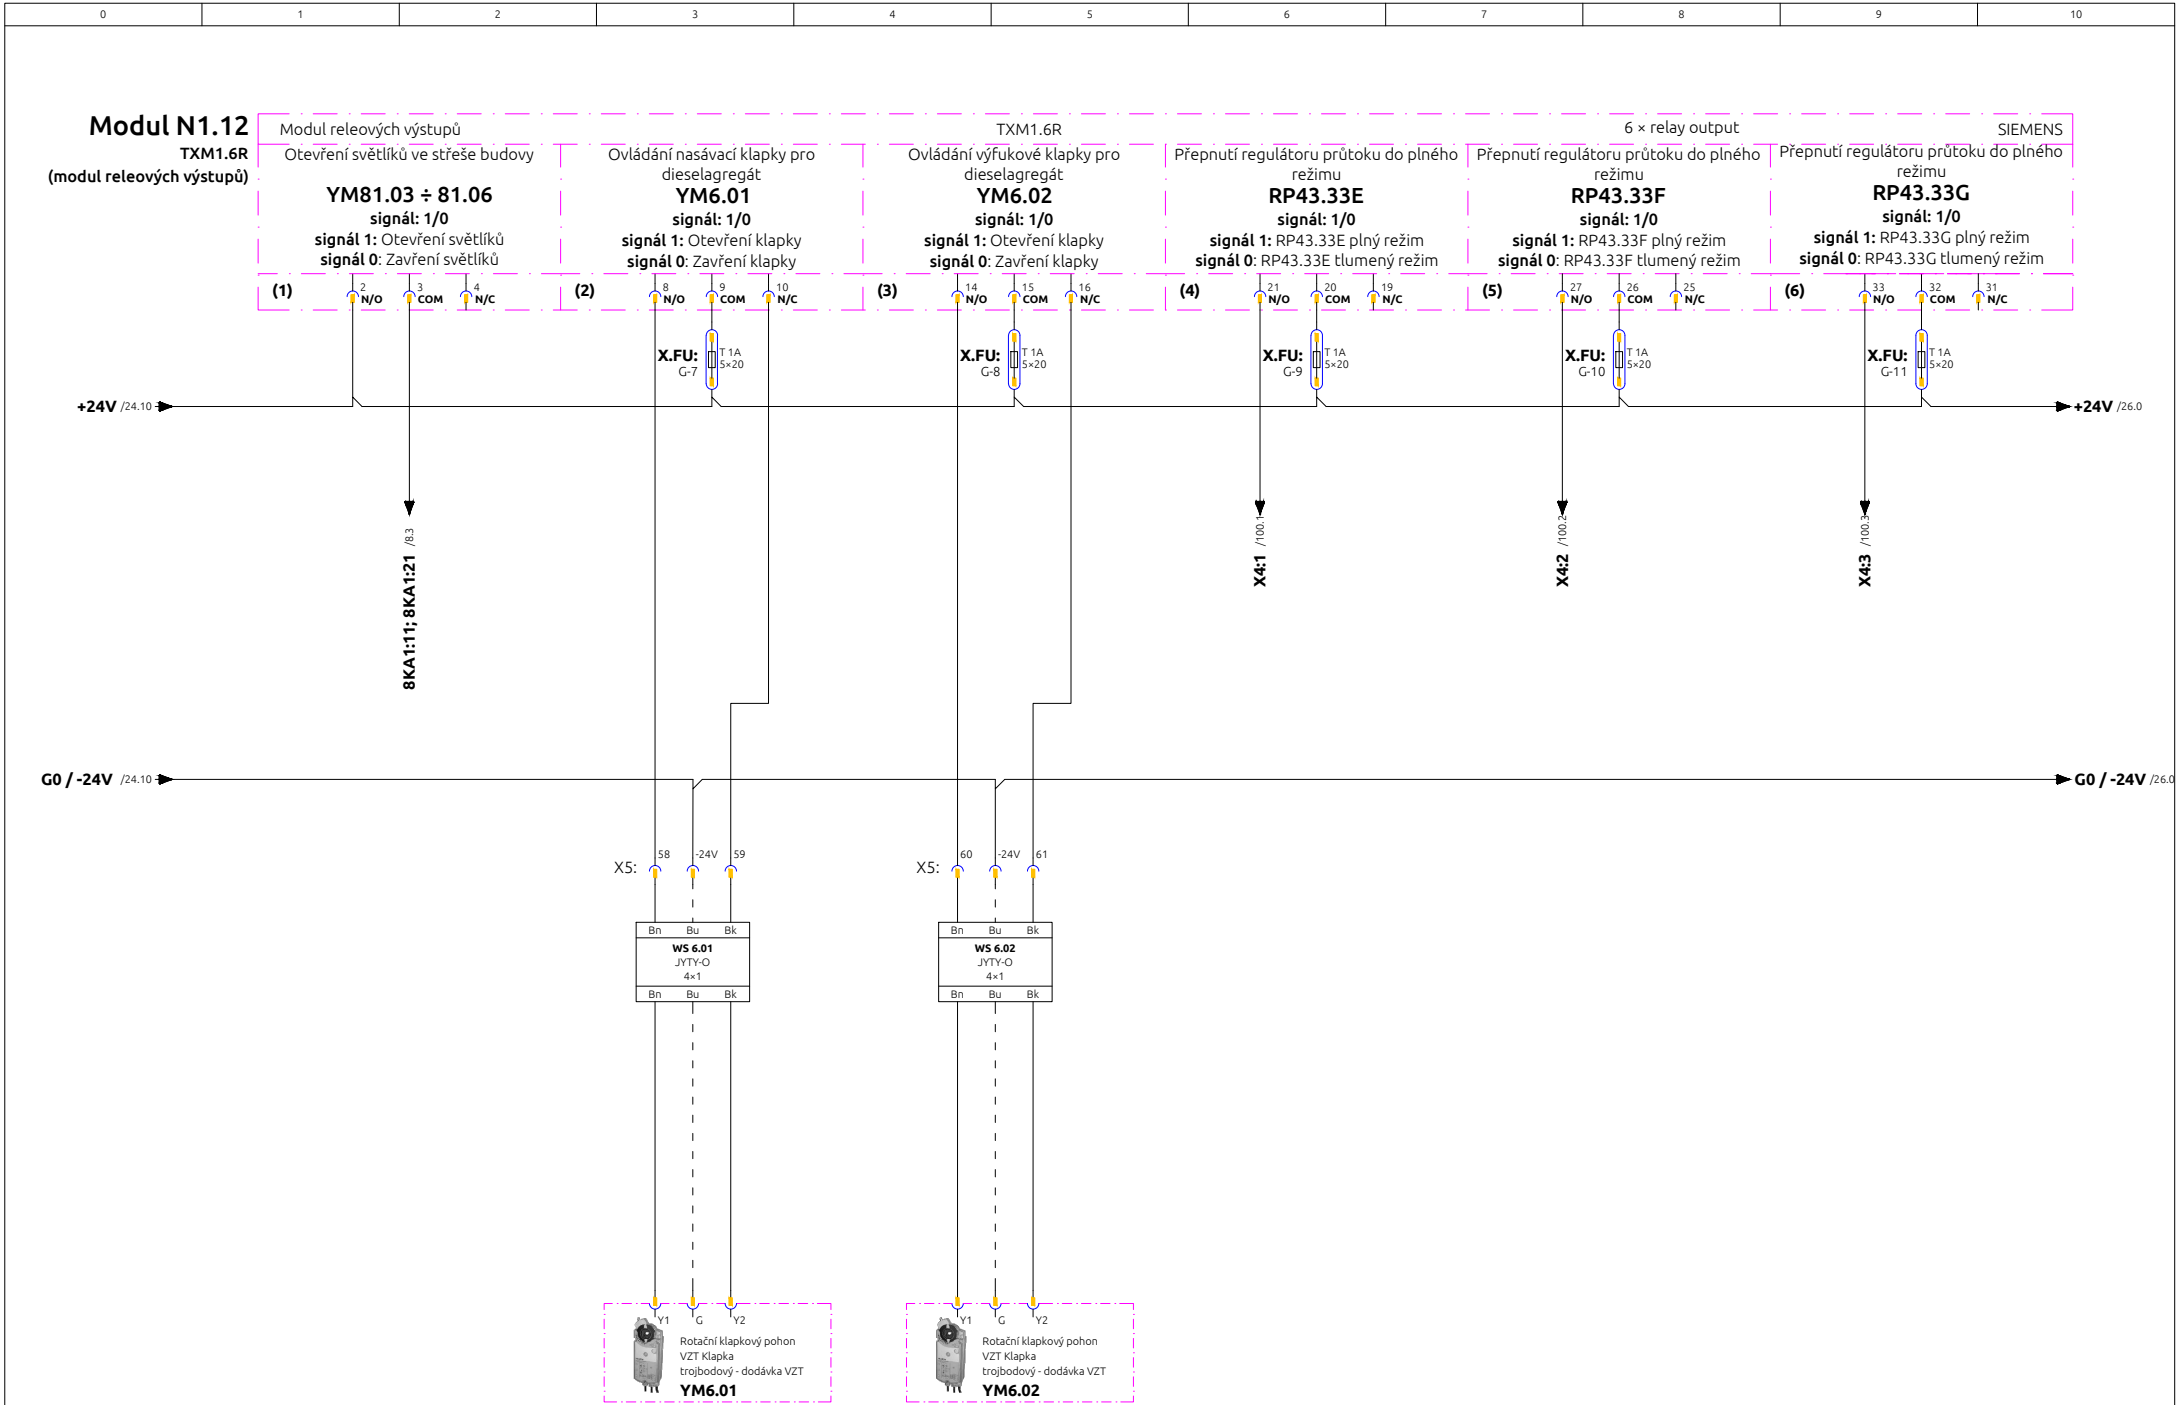 0 1 2 3 4 5 6 7 8 9 10
Modul N1.12
TXM1.6R
(modul releových výstupů)
Modul releových výstupů TXM1.6R 6 × relay output SIEMENS
Otevření světlíků ve střeše budovy
YM81.03 ÷ 81.06
signál: 1/0
signál 1: Otevření světlíků
signál 0: Zavření světlíků
(1) 2 N/O 3 COM 4 N/C
Ovládání nasávací klapky pro
dieselagregát
YM6.01
signál: 1/0
signál 1: Otevření klapky
signál 0: Zavření klapky
(2) 8 N/O 9 COM 10 N/C
Ovládání výfukové klapky pro
dieselagregát
YM6.02
signál: 1/0
signál 1: Otevření klapky
signál 0: Zavření klapky
(3) 14 N/O 15 COM 16 N/C
Přepnutí regulátoru průtoku do plného
režimu
RP43.33E
signál: 1/0
signál 1: RP43.33E plný režim
signál 0: RP43.33E tlumený režim
(4) 21 N/O 20 COM 19 N/C
Přepnutí regulátoru průtoku do plného
režimu
RP43.33F
signál: 1/0
signál 1: RP43.33F plný režim
signál 0: RP43.33F tlumený režim
(5) 27 N/O 26 COM 25 N/C
Přepnutí regulátoru průtoku do plného
režimu
RP43.33G
signál: 1/0
signál 1: RP43.33G plný režim
signál 0: RP43.33G tlumený režim
(6) 33 N/O 32 COM 31 N/C
X.FU: T 1A
G-7 5×20
X.FU: T 1A
G-8 5×20
X.FU: T 1A
G-9 5×20
X.FU: T 1A
G-10 5×20
X.FU: T 1A
G-11 5×20
+24V /24.10
+24V /26.0
8KA1:11; 8KA1:21 /8.3
X4:1 /100.1
X4:2 /100.2
X4:3 /100.3
G0 / -24V /24.10
G0 / -24V /26.0
X5: 58 -24V 59
X5: 60 -24V 61
Bn Bu Bk
WS 6.01
JYTY-O
4×1
Bn Bu Bk
Bn Bu Bk
WS 6.02
JYTY-O
4×1
Bn Bu Bk
Y1 G Y2
Rotační klapkový pohon
VZT Klapka
trojbodový - dodávka VZT
YM6.01
Y1 G Y2
Rotační klapkový pohon
VZT Klapka
trojbodový - dodávka VZT
YM6.02